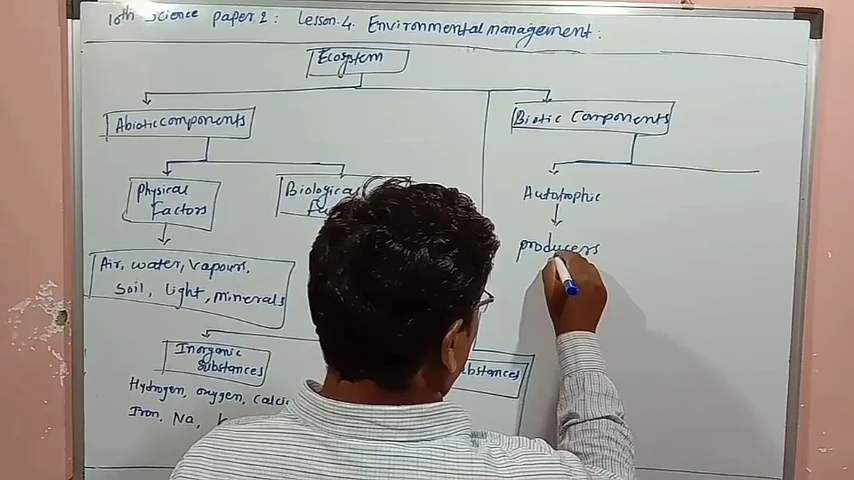 10th Science paper.2: Lesson.4. Environmental management:
Ecosystem
Abiotic components
Biotic Components
Physical Factors
Biological
Autotrophic
producers
Air, water, vapours,
Soil, Light, minerals
Inorganic substances
Hydrogen, oxygen,
Iron, Na,